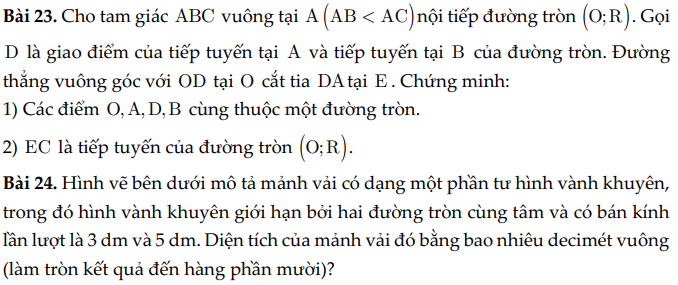 Bài 23. Cho tam giác ABC vuông tại A (AB < AC) nội tiếp đường tròn (O;R). Gọi
D là giao điểm của tiếp tuyến tại A và tiếp tuyến tại B của đường tròn. Đường
thẳng vuông góc với OD tại O cắt tia DA tại E. Chứng minh:
1) Các điểm O, A, D, B cùng thuộc một đường tròn.
2) EC là tiếp tuyến của đường tròn (O;R).
Bài 24. Hình vẽ bên dưới mô tả mảnh vải có dạng một phần tư hình vành khuyên,
trong đó hình vành khuyên giới hạn bởi hai đường tròn cùng tâm và có bán kính
lần lượt là 3 dm và 5 dm. Diện tích của mảnh vải đó bằng bao nhiêu decimét vuông
(làm tròn kết quả đến hàng phần mười)?